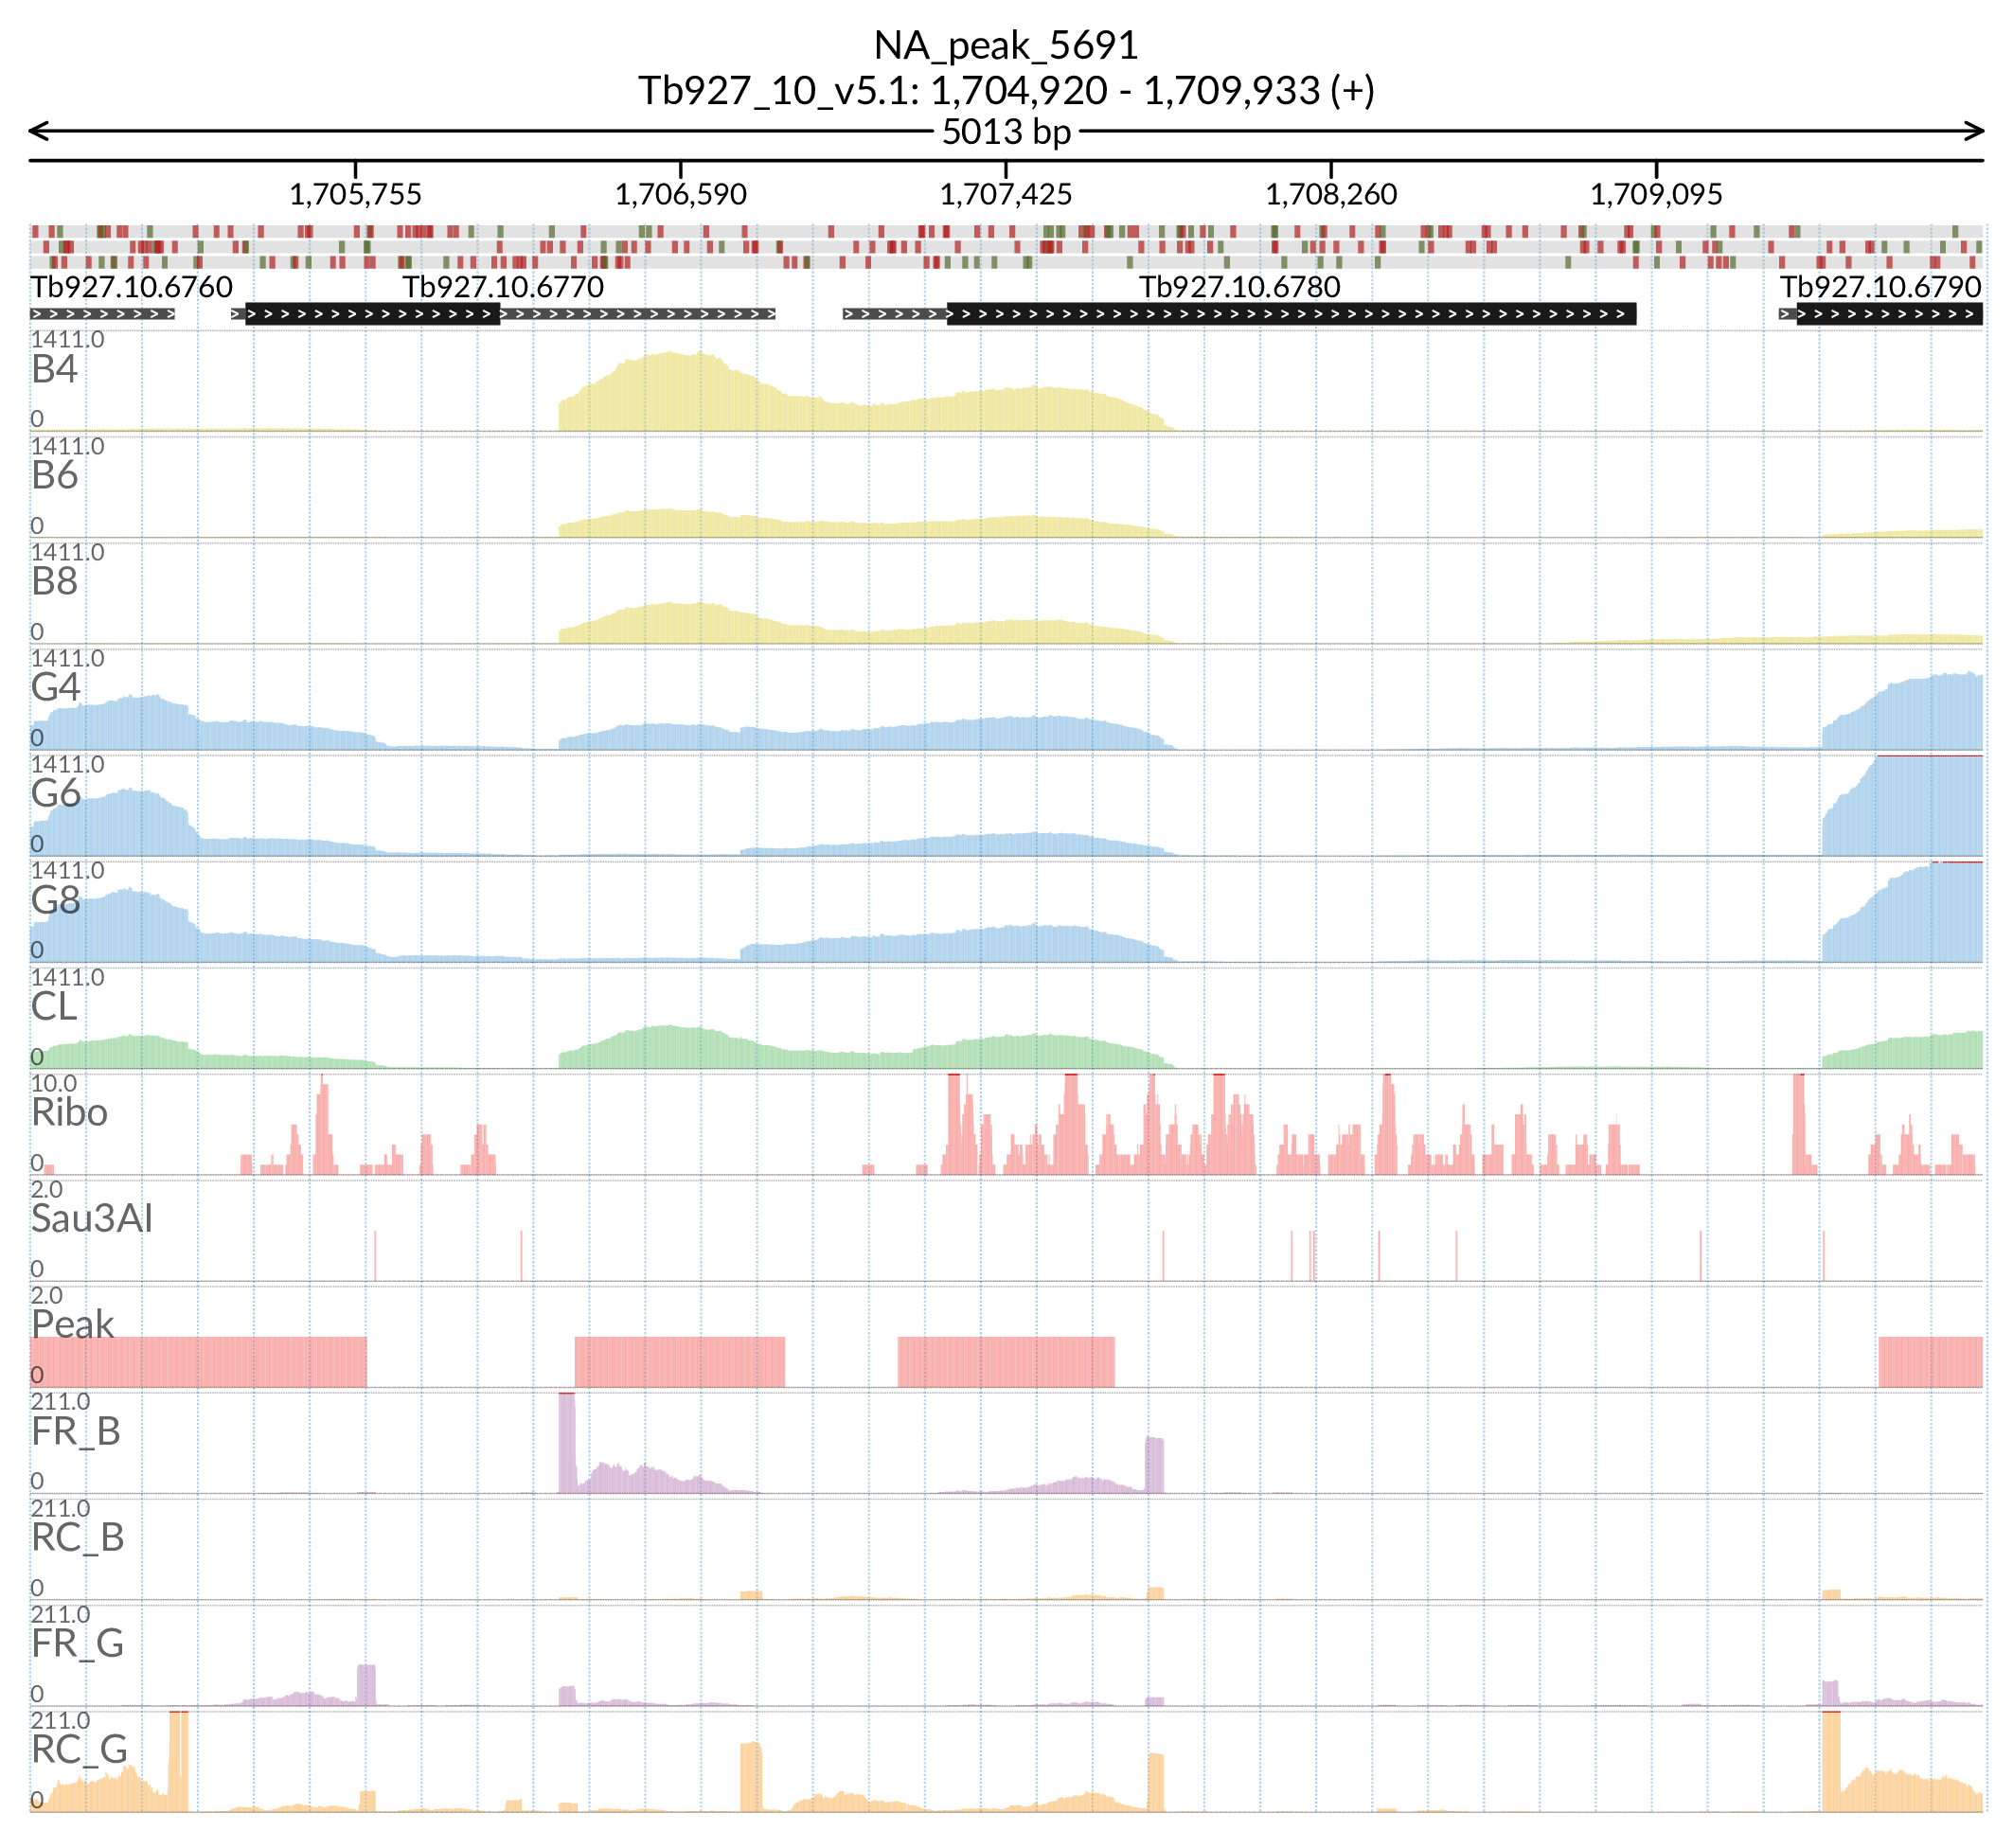 NA_peak_5691
Tb927_10_v5.1: 1,704,920 - 1,709,933 (+)
5013 bp
1,705,755 1,706,590 1,707,425 1,708,260 1,709,095
Tb927.10.6760 Tb927.10.6770 Tb927.10.6780 Tb927.10.6790
1411.0
B4
0
1411.0
B6
0
1411.0
B8
0
1411.0
G4
0
1411.0
G6
0
1411.0
G8
0
1411.0
CL
0
10.0
Ribo
0
2.0
Sau3AI
0
2.0
Peak
0
211.0
FR_B
0
211.0
RC_B
0
211.0
FR_G
0
211.0
RC_G
0